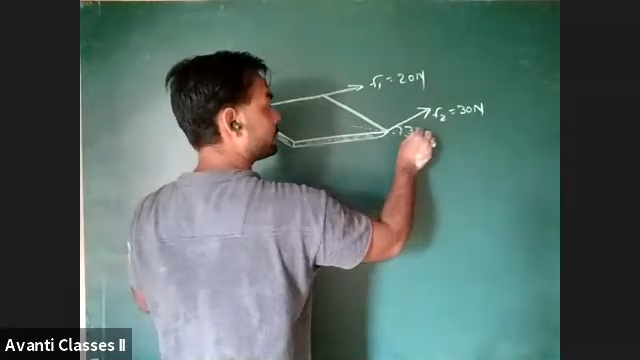 F₁ = 20N
F₂ = 30N
Avanti Classes II